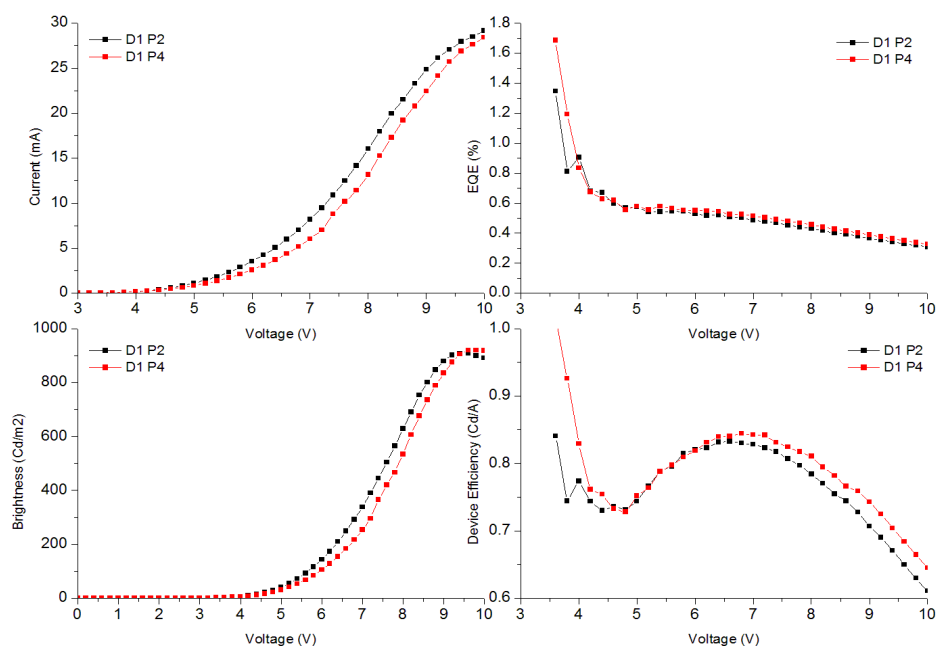 30
25
20
15
10
5
0
Current (mA)
D1 P2
D1 P4
3 4 5 6 7 8 9 10
Voltage (V)
1.8
1.6
1.4
1.2
1.0
0.8
0.6
0.4
0.2
0.0
EQE (%)
D1 P2
D1 P4
3 4 5 6 7 8 9 10
Voltage (V)
1000
800
600
400
200
0
Brightness (Cd/m2)
D1 P2
D1 P4
0 1 2 3 4 5 6 7 8 9 10
Voltage (V)
1.0
0.9
0.8
0.7
0.6
Device Efficiency (Cd/A)
D1 P2
D1 P4
3 4 5 6 7 8 9 10
Voltage (V)